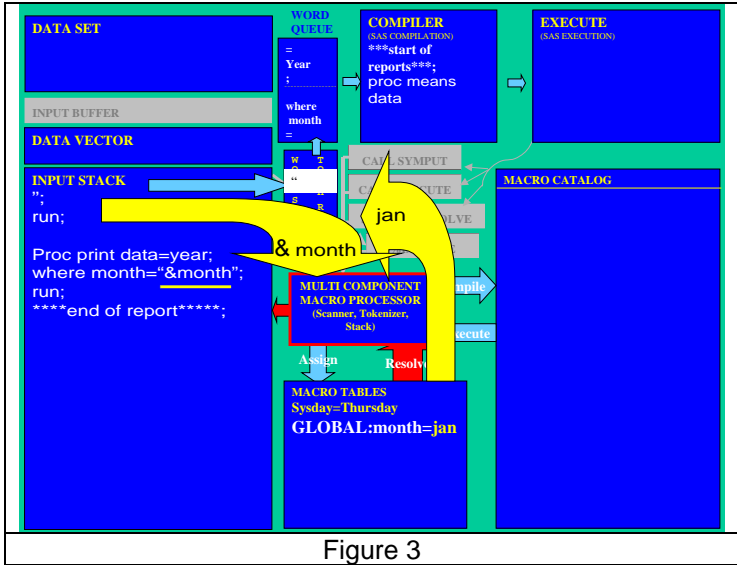 DATA SET
INPUT BUFFER
DATA VECTOR
INPUT STACK
";
run;
Proc print data=year;
where month="&month";
run;
****end of report*****;
WORD
QUEUE
=
Year
;
where
month
=
"
COMPILER
(SAS COMPILATION)
***start of
reports***;
proc means
data
EXECUTE
(SAS EXECUTION)
CALL SYMPUT
jan
& month
MULTI COMPONENT
MACRO PROCESSOR
(Scanner, Tokenizer,
Stack)
Assign
Resolve
MACRO TABLES
Sysday=Thursday
GLOBAL:month=jan
MACRO CATALOG
Figure 3